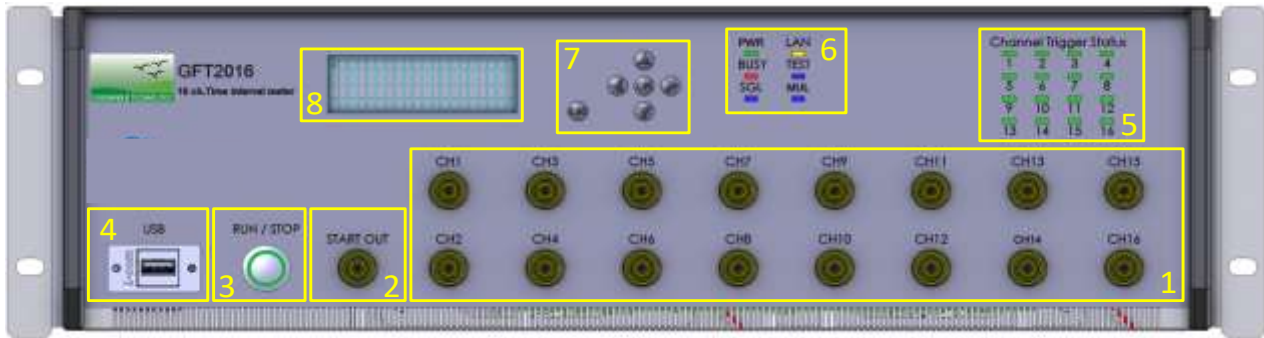 GFT2016
16 ch.Time interval meter
8
7
PWR LAN
BUSY TEST
SGL MUL
6
Channel Trigger Status
1 2 3 4
5 6 7 8
9 10 11 12
13 14 15 16
5
CH1 CH3 CH5 CH7 CH9 CH11 CH13 CH15
4
USB
3
RUN / STOP
2
START OUT
CH2 CH4 CH6 CH8 CH10 CH12 CH14 CH16
1